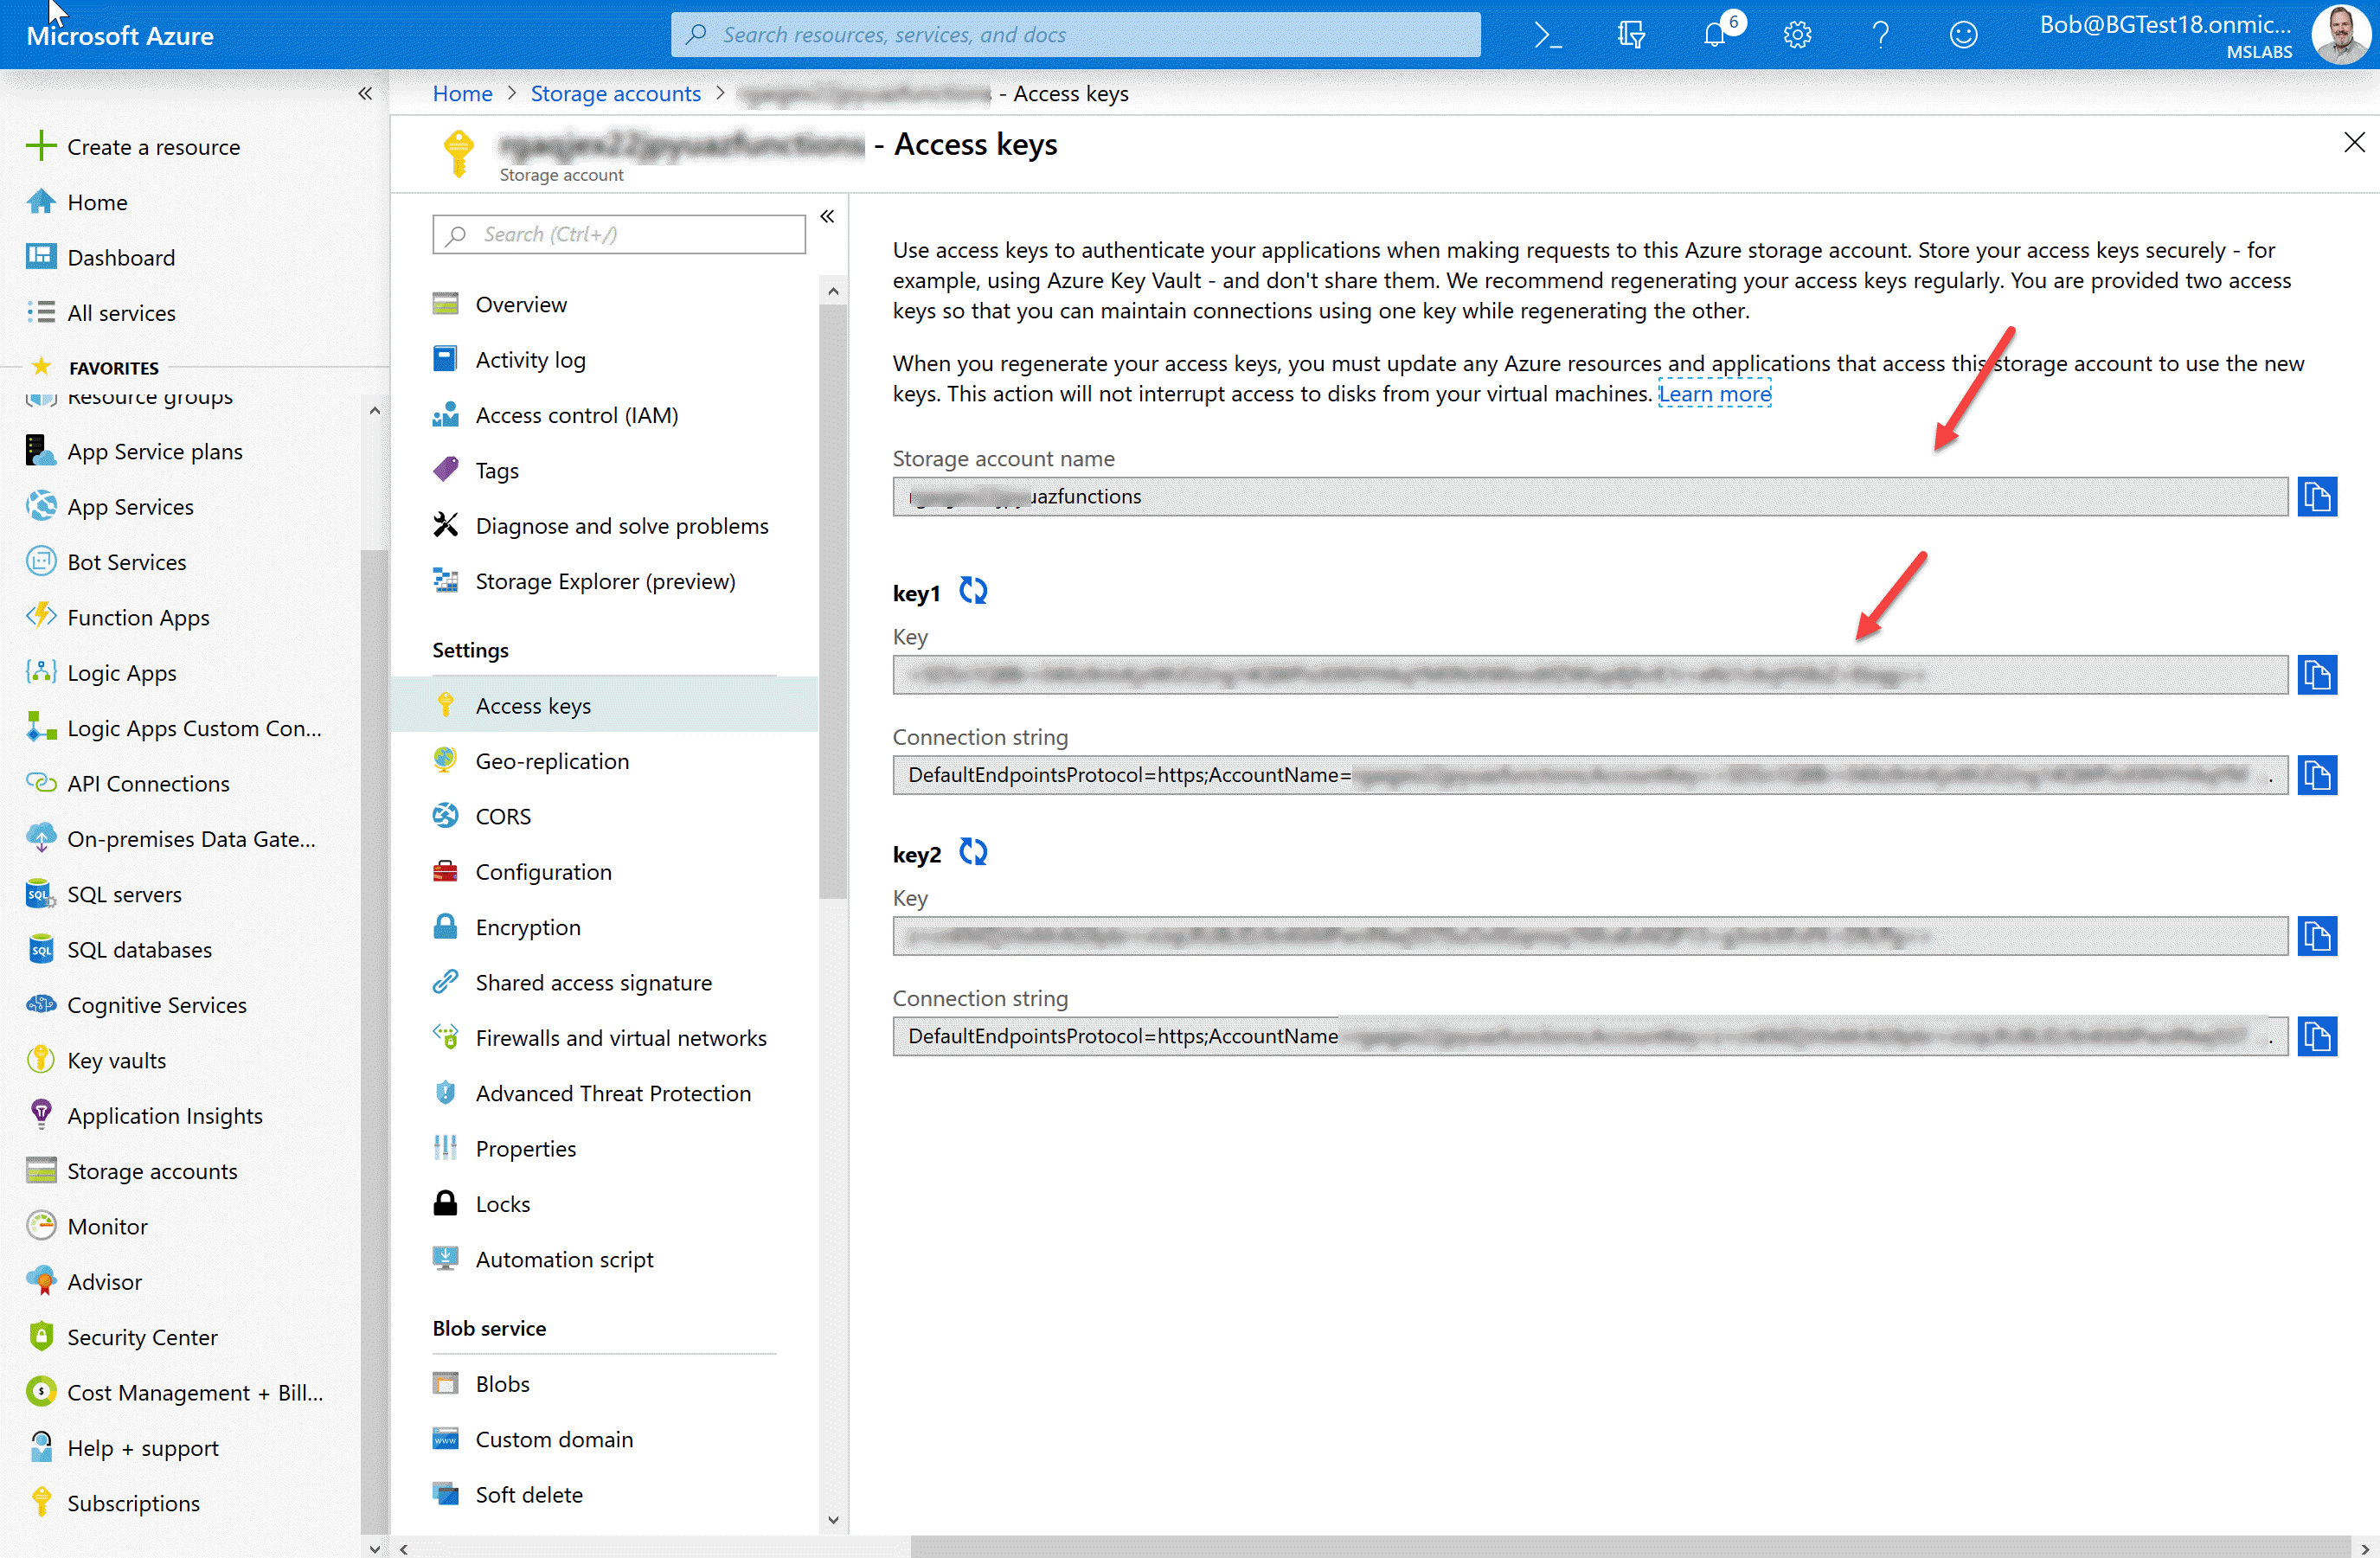 Microsoft Azure
Search resources, services, and docs
6
Bob@BGTest18.onmic...
MSLABS
Home > Storage accounts > - Access keys
Create a resource
Home
Dashboard
All services
FAVORITES
Resource groups
App Service plans
App Services
Bot Services
Function Apps
Logic Apps
Logic Apps Custom Con...
API Connections
On-premises Data Gate...
SQL servers
SQL databases
Cognitive Services
Key vaults
Application Insights
Storage accounts
Monitor
Advisor
Security Center
Cost Management + Bill...
Help + support
Subscriptions
- Access keys
Storage account
Search (Ctrl+/)
Overview
Activity log
Access control (IAM)
Tags
Diagnose and solve problems
Storage Explorer (preview)
Settings
Access keys
Geo-replication
CORS
Configuration
Encryption
Shared access signature
Firewalls and virtual networks
Advanced Threat Protection
Properties
Locks
Automation script
Blob service
Blobs
Custom domain
Soft delete
Use access keys to authenticate your applications when making requests to this Azure storage account. Store your access keys securely - for
example, using Azure Key Vault - and don't share them. We recommend regenerating your access keys regularly. You are provided two access
keys so that you can maintain connections using one key while regenerating the other.
When you regenerate your access keys, you must update any Azure resources and applications that access this storage account to use the new
keys. This action will not interrupt access to disks from your virtual machines. Learn more
Storage account name
uazfunctions
key1
Key
Connection string
DefaultEndpointsProtocol=https;AccountName=
key2
Key
Connection string
DefaultEndpointsProtocol=https;AccountName